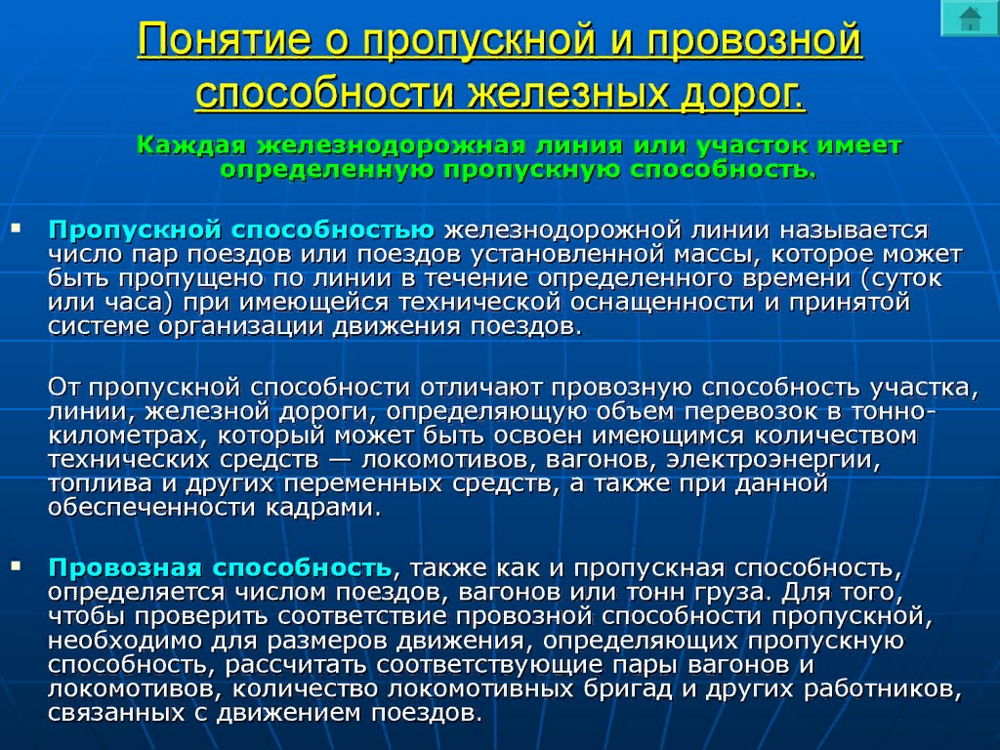 Понятие о пропускной и провозной
способности железных дорог.
Каждая железнодорожная линия или участок имеет
определенную пропускную способность.
Пропускной способностью железнодорожной линии называется
число пар поездов или поездов установленной массы, которое может
быть пропущено по линии в течение определенного времени (суток
или часа) при имеющейся технической оснащенности и принятой
системе организации движения поездов.
От пропускной способности отличают провозную способность участка,
линии, железной дороги, определяющую объем перевозок в тонно-
километрах, который может быть освоен имеющимся количеством
технических средств — локомотивов, вагонов, электроэнергии,
топлива и других переменных средств, а также при данной
обеспеченности кадрами.
Провозная способность, также как и пропускная способность,
определяется числом поездов, вагонов или тонн груза. Для того,
чтобы проверить соответствие провозной способности пропускной,
необходимо для размеров движения, определяющих пропускную
способность, рассчитать соответствующие пары вагонов и
локомотивов, количество локомотивных бригад и других работников,
связанных с движением поездов.